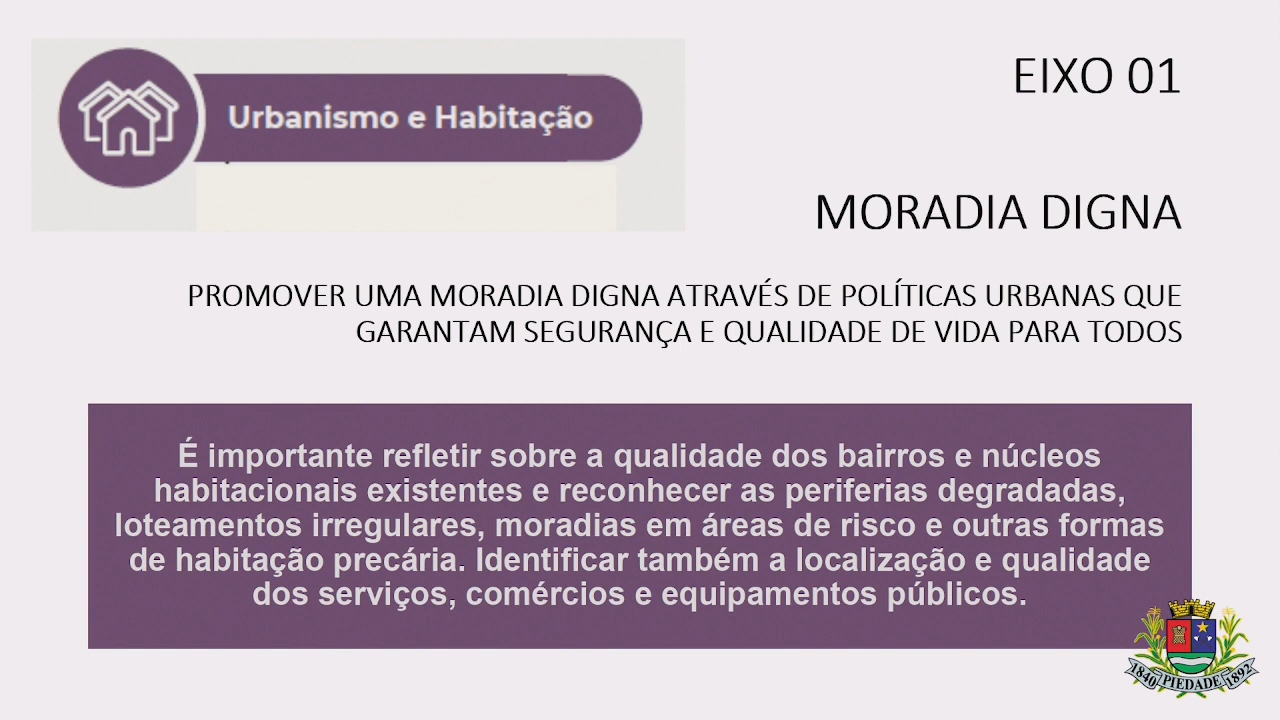 Urbanismo e Habitação
EIXO 01
MORADIA DIGNA
PROMOVER UMA MORADIA DIGNA ATRAVÉS DE POLÍTICAS URBANAS QUE
GARANTAM SEGURANÇA E QUALIDADE DE VIDA PARA TODOS
É importante refletir sobre a qualidade dos bairros e núcleos
habitacionais existentes e reconhecer as periferias degradadas,
loteamentos irregulares, moradias em áreas de risco e outras formas
de habitação precária. Identificar também a localização e qualidade
dos serviços, comércios e equipamentos públicos.
1840 PIEDADE 1892